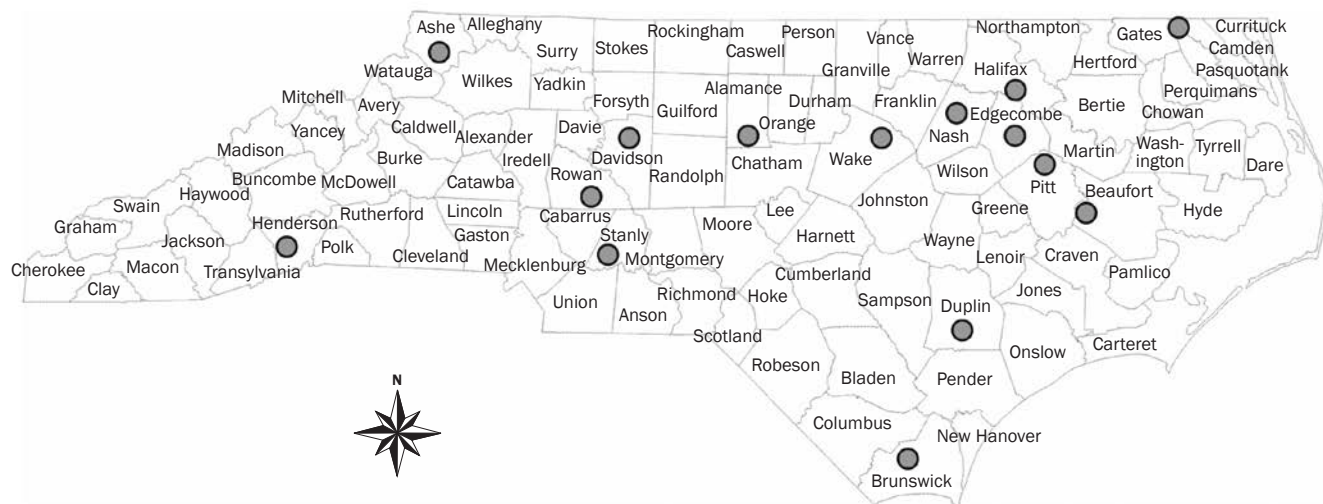 Ashe
Alleghany
Surry
Stokes
Rockingham
Caswell
Person
Vance
Granville
Warren
Northampton
Gates
Currituck
Camden
Pasquotank
Perquimans
Chowan
Hertford
Halifax
Bertie
Watauga
Wilkes
Yadkin
Forsyth
Guilford
Alamance
Orange
Durham
Franklin
Nash
Edgecombe
Martin
Wash-
ington
Tyrrell
Dare
Mitchell
Avery
Yancey
Caldwell
Alexander
Davie
Iredell
Davidson
Randolph
Chatham
Wake
Wilson
Pitt
Beaufort
Hyde
Madison
Buncombe
McDowell
Burke
Catawba
Rowan
Haywood
Swain
Graham
Jackson
Henderson
Rutherford
Lincoln
Cabarrus
Stanly
Moore
Lee
Johnston
Greene
Wayne
Lenoir
Craven
Pamlico
Cherokee
Clay
Macon
Transylvania
Polk
Cleveland
Gaston
Mecklenburg
Montgomery
Harnett
Cumberland
Sampson
Duplin
Jones
Union
Anson
Richmond
Hoke
Scotland
Onslow
Carteret
Robeson
Bladen
Pender
Columbus
New Hanover
Brunswick
N